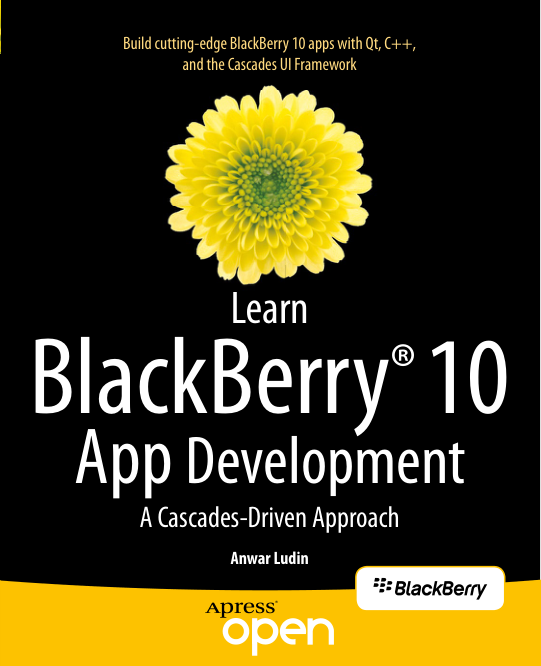 Build cutting-edge BlackBerry 10 apps with Qt, C++,
and the Cascades UI Framework
Learn
BlackBerry® 10
App Development
A Cascades-Driven Approach
Anwar Ludin
BlackBerry
Apress®
open